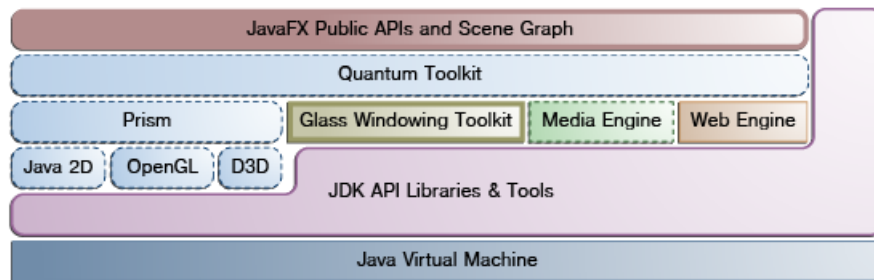 JavaFX Public APIs and Scene Graph
Quantum Toolkit
Prism
Glass Windowing Toolkit
Media Engine
Web Engine
Java 2D
OpenGL
D3D
JDK API Libraries & Tools
Java Virtual Machine